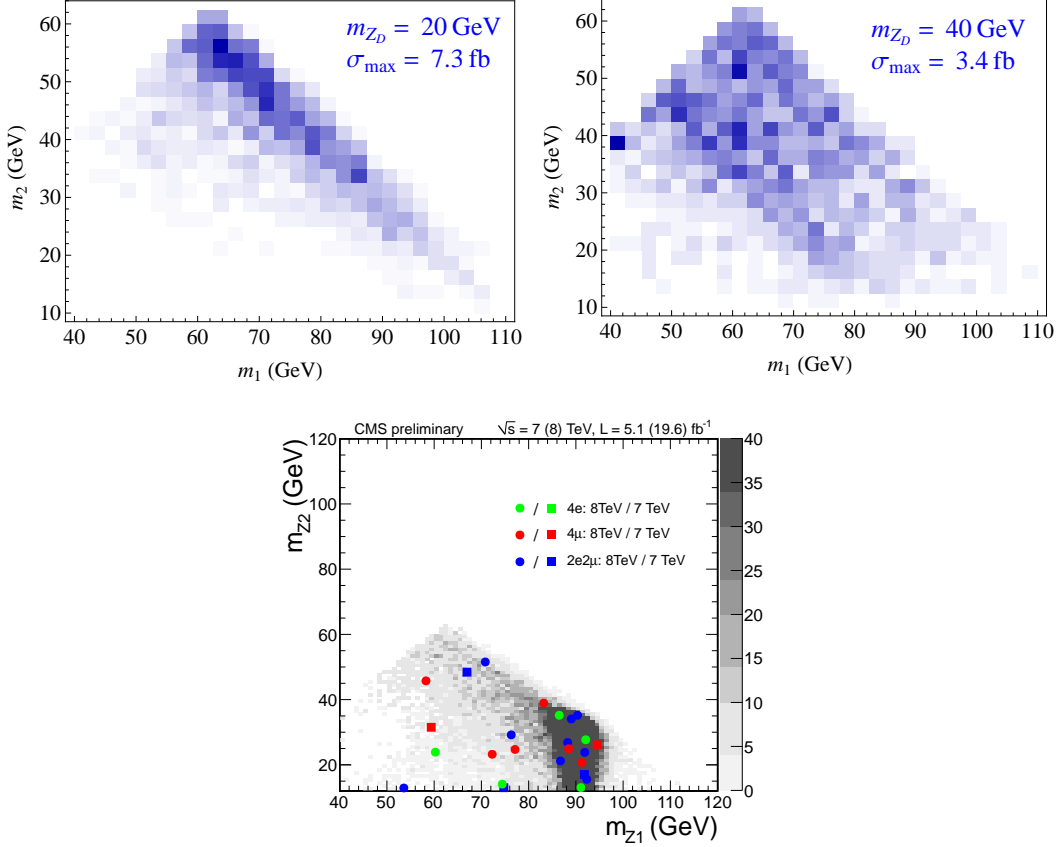 m_{Z_D} = 20 GeV
σ_max = 7.3 fb
m₂ (GeV)
60
50
40
30
20
10
40 50 60 70 80 90 100 110
m₁ (GeV)
m_{Z_D} = 40 GeV
σ_max = 3.4 fb
m₂ (GeV)
60
50
40
30
20
10
40 50 60 70 80 90 100 110
m₁ (GeV)
CMS preliminary √s = 7 (8) TeV, L = 5.1 (19.6) fb⁻¹
m_{Z2} (GeV)
120
100
80
60
40
20
/ 4e: 8TeV / 7 TeV
/ 4μ: 8TeV / 7 TeV
/ 2e2μ: 8TeV / 7 TeV
40
35
30
25
20
15
10
5
0
40 50 60 70 80 90 100 110 120
m_{Z1} (GeV)